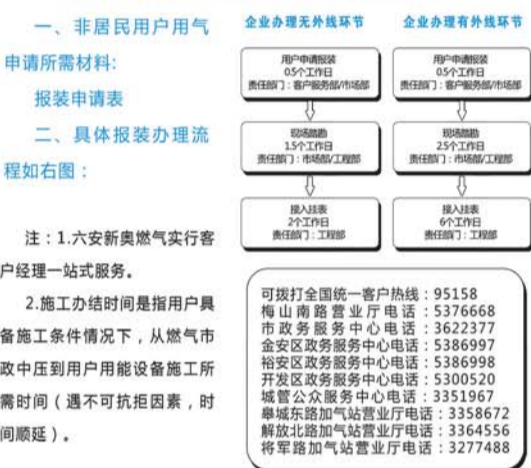 一、非居民用户用气
申请所需材料:
报装申请表
二、具体报装办理流
程如右图：
注：1.六安新奥燃气实行客
户经理一站式服务。
2.施工办结时间是指用户具
备施工条件情况下，从燃气市
政中压到用户用能设备施工所
需时间（遇不可抗拒因素，时
间顺延）。
企业办理无外线环节
用户申请报装
0.5个工作日
责任部门：客户服务部/市场部
现场踏勘
1.5个工作日
责任部门：市场部/工程部
接入挂表
2个工作日
责任部门：工程部
企业办理有外线环节
用户申请报装
0.5个工作日
责任部门：客户服务部/市场部
现场踏勘
2.5个工作日
责任部门：市场部/工程部
接入挂表
6个工作日
责任部门：工程部
可拨打全国统一客户热线：95158
梅山南路营业厅电话：5376668
市政务服务中心电话：3622377
金安区政务服务中心电话：5386997
裕安区政务服务中心电话：5386998
开发区政务服务中心电话：5300520
城管公众服务中心电话：3351967
皋城东路加气站营业厅电话：3358672
解放北路加气站营业厅电话：3364556
将军路加气站营业厅电话：3277488